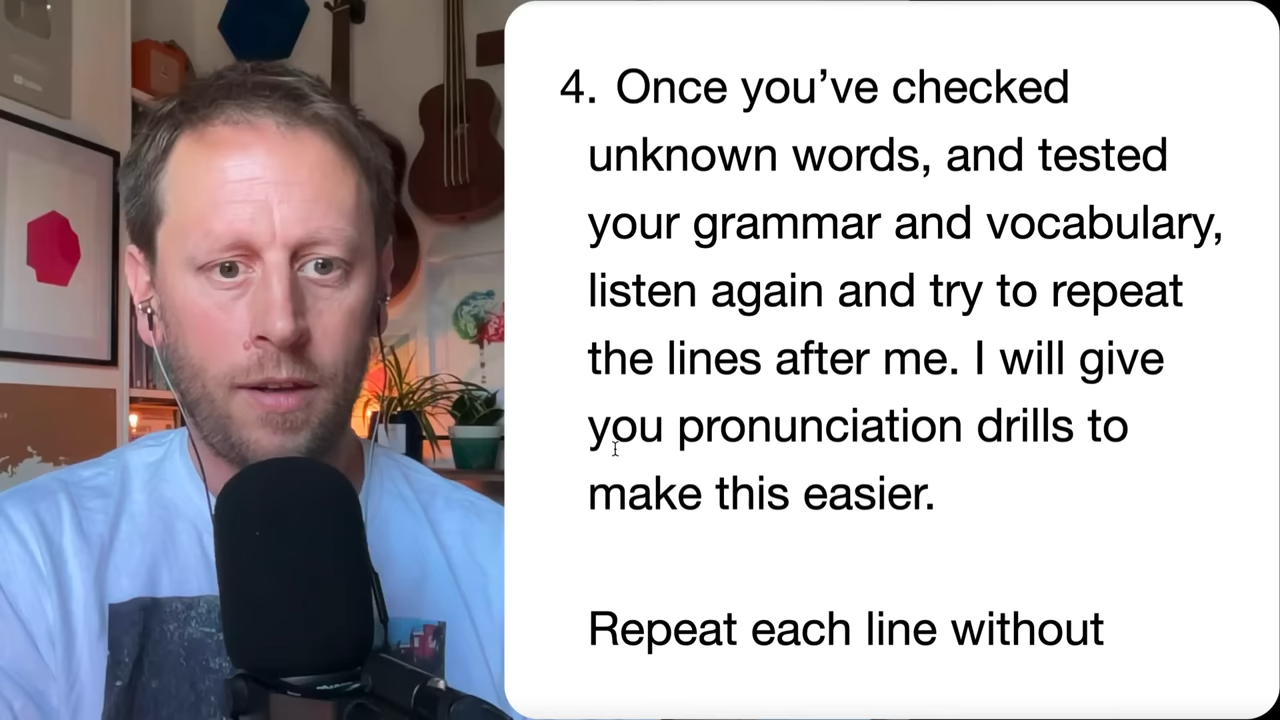 4. Once you’ve checked
unknown words, and tested
your grammar and vocabulary,
listen again and try to repeat
the lines after me. I will give
you pronunciation drills to
make this easier.
Repeat each line without